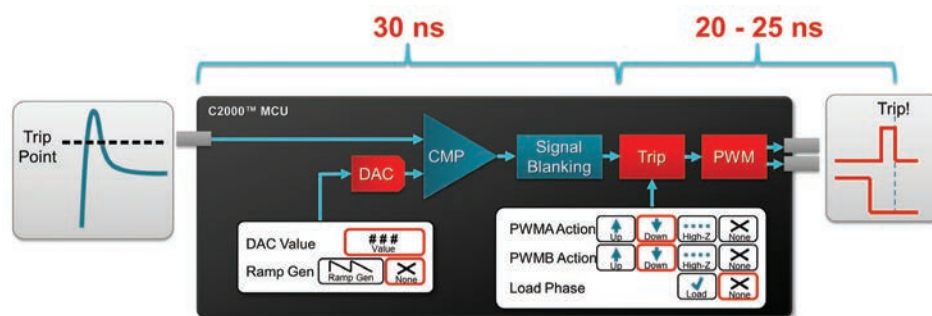 30 ns
20 - 25 ns
C2000™ MCU
Trip
Point
Trip!
CMP
Signal
Blanking
Trip
PWM
DAC
DAC Value
###
Value
Ramp Gen
Ramp Gen
None
PWMA Action
Up
Down
High-Z
None
PWMB Action
Up
Down
High-Z
None
Load Phase
Load
None